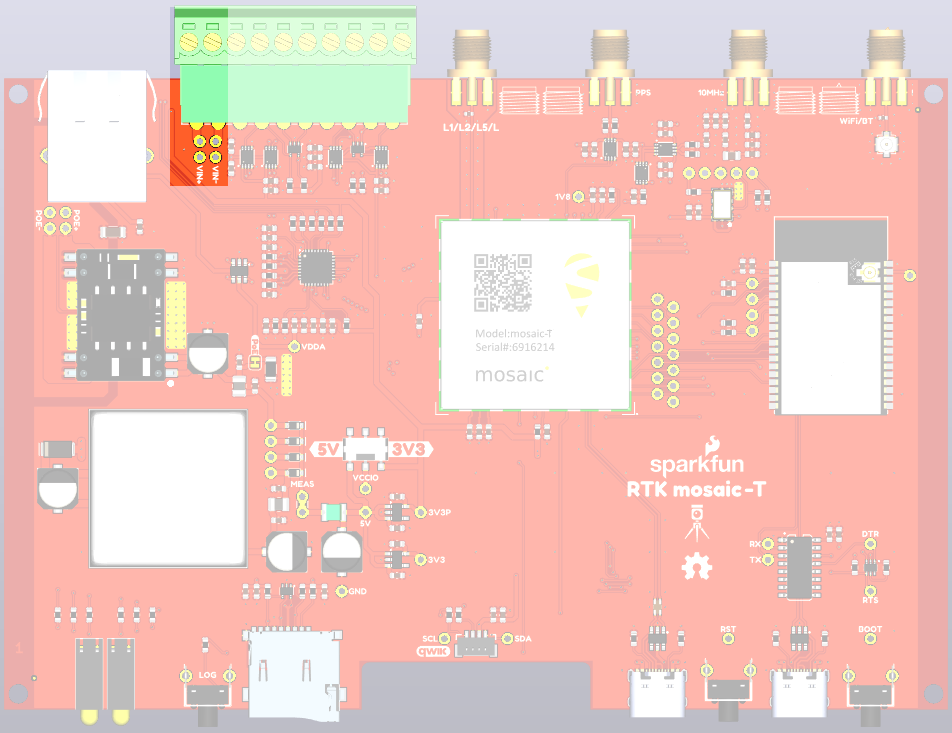 PPS
10MHz
L1/L2/L5/L
WiFi/BT
VIN+
VIN-
1V8
POE-
POE+
Model:mosaic-T
Serial#:6916214
mosaic
VDDA
PoE
5V
3V3
sparkfun
RTK mosaic-T
VCCIO
MEAS
5V
3V3P
3V3
GND
RX
TX
DTR
RTS
SCL
SDA
qwiic
RST
BOOT
LOG
1